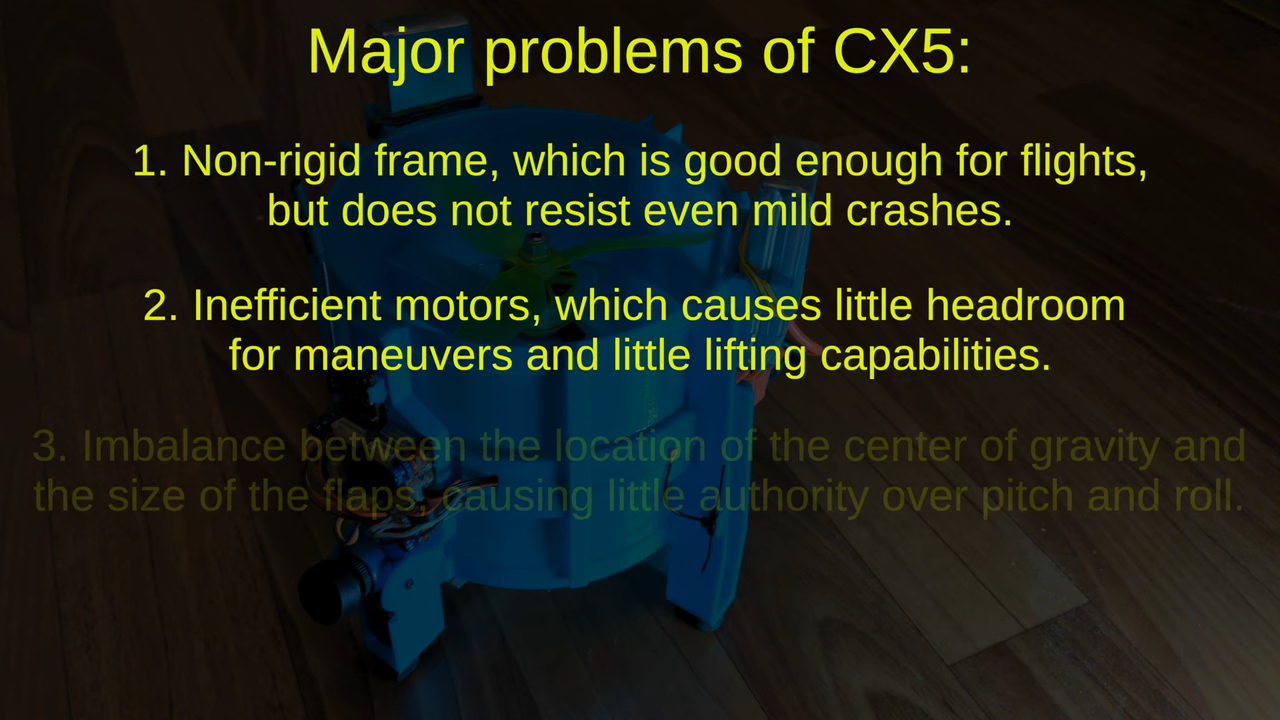 Major problems of CX5:
1. Non-rigid frame, which is good enough for flights,
but does not resist even mild crashes.
2. Inefficient motors, which causes little headroom
for maneuvers and little lifting capabilities.
3. Imbalance between the location of the center of gravity and
the size of the flaps, causing little authority over pitch and roll.